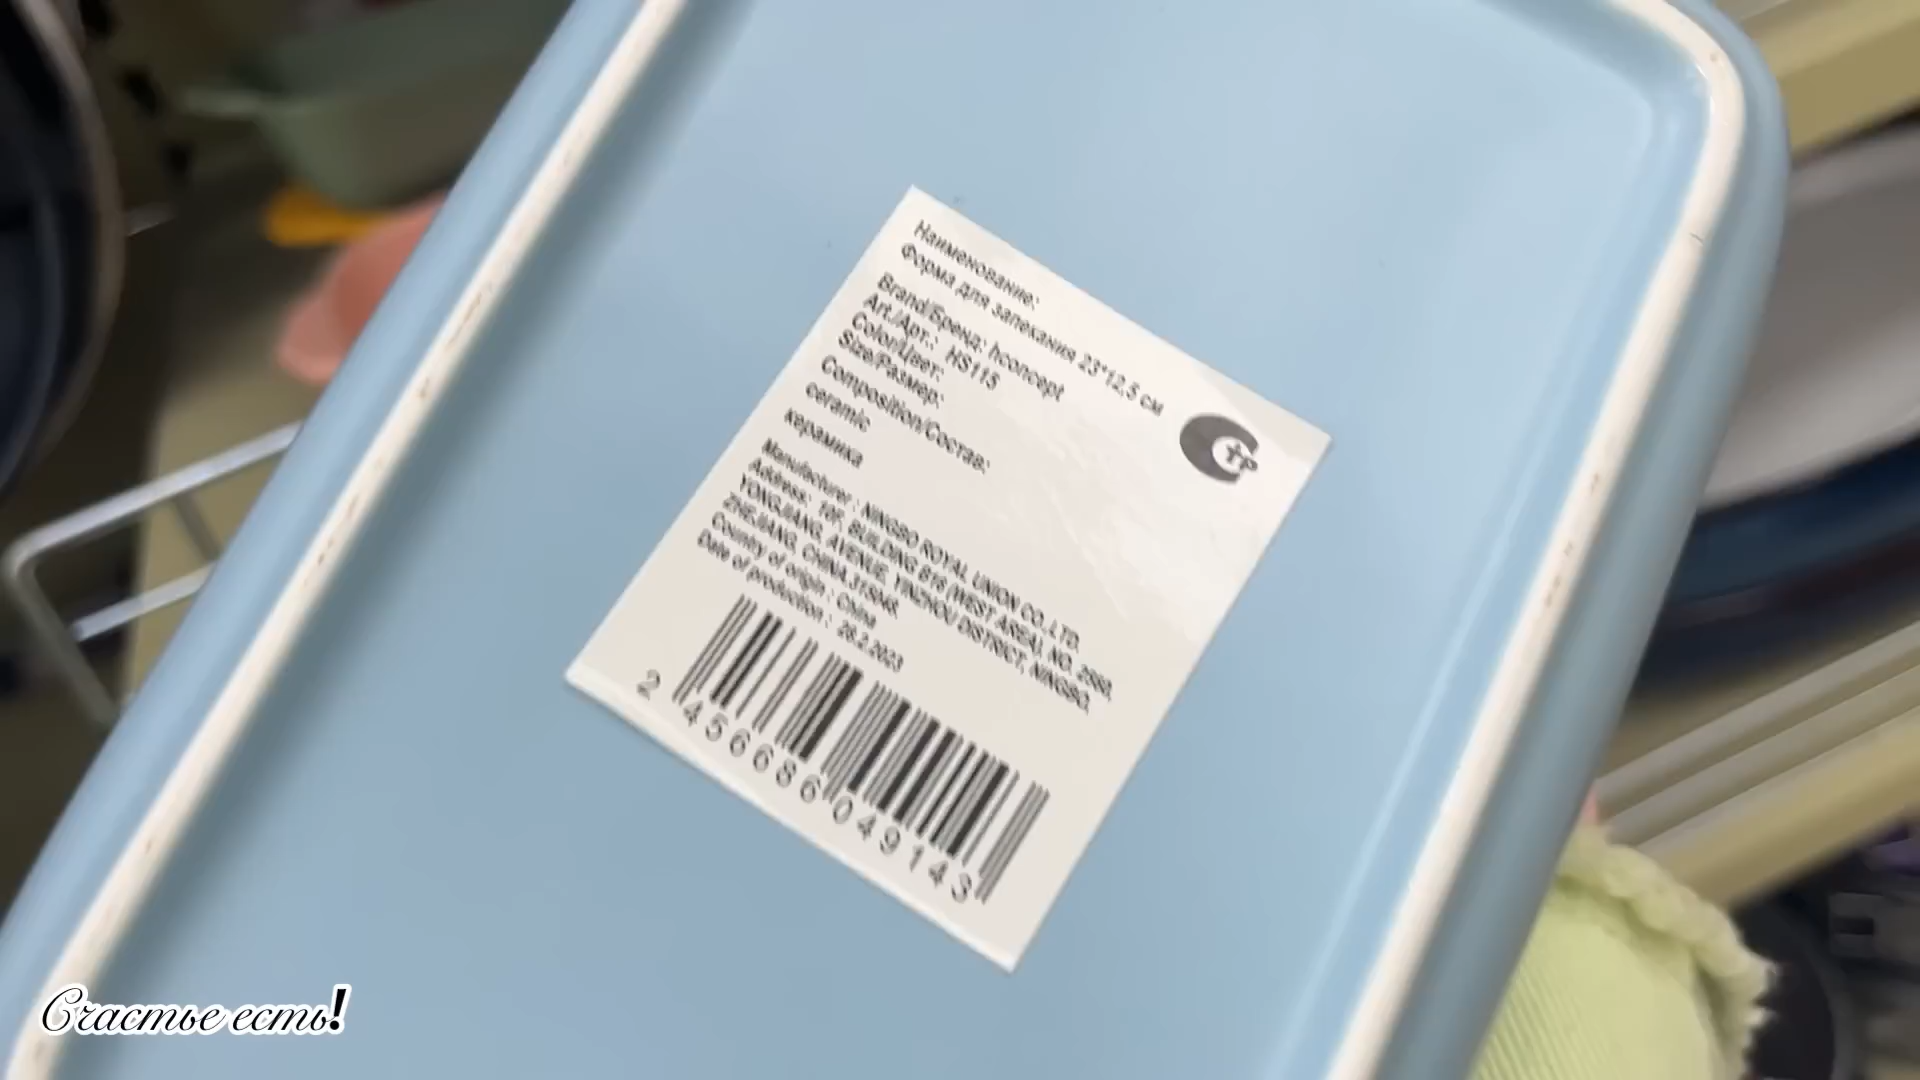 Наименование:
Форма для запекания 23*12,5 см
Brand/Бренд: hconcept
Art./Арт.: HS115
Color/Цвет:
Size/Размер:
Composition/Состав:
ceramic
керамика
Manufacturer : NINGBO ROYAL UNION CO.,LTD.
Address: 10F, BUILDING B16 (WEST AREA), NO. 2560,
YONGJIANG, AVENUE, YINZHOU DISTRICT, NINGBO,
ZHEJIANG, CHINA,315048,
Country of origin : China
Date of production : 26.2.2023
2 456686 049143
Счастье есть!